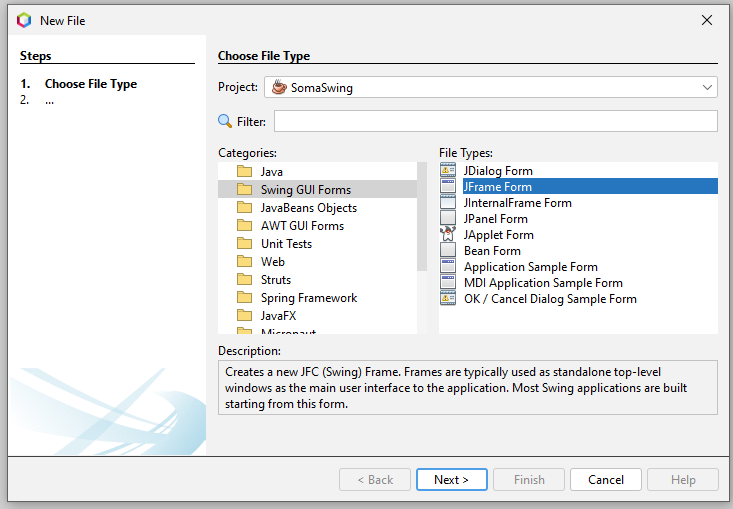 New File
Steps
1. Choose File Type
2. ...
Choose File Type
Project: SomaSwing
Filter:
Categories:
Java
Swing GUI Forms
JavaBeans Objects
AWT GUI Forms
Unit Tests
Web
Struts
Spring Framework
JavaFX
Micronaut
File Types:
JDialog Form
JFrame Form
JInternalFrame Form
JPanel Form
JApplet Form
Bean Form
Application Sample Form
MDI Application Sample Form
OK / Cancel Dialog Sample Form
Description:
Creates a new JFC (Swing) Frame. Frames are typically used as standalone top-level
windows as the main user interface to the application. Most Swing applications are built
starting from this form.
< Back Next > Finish Cancel Help